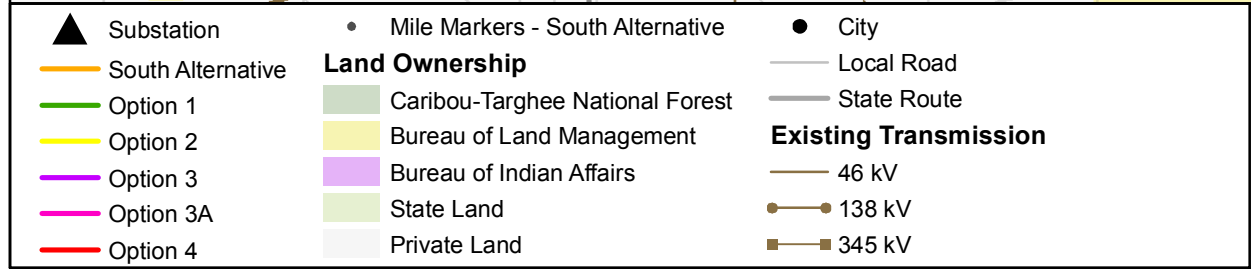 Substation
South Alternative
Option 1
Option 2
Option 3
Option 3A
Option 4
Mile Markers - South Alternative
Land Ownership
Caribou-Targhee National Forest
Bureau of Land Management
Bureau of Indian Affairs
State Land
Private Land
City
Local Road
State Route
Existing Transmission
46 kV
138 kV
345 kV